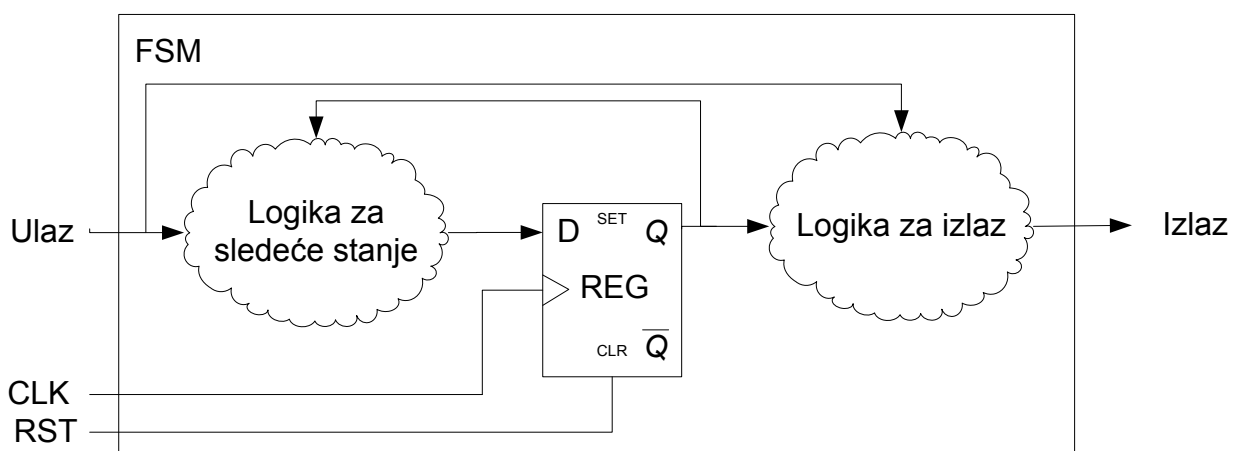 FSM
Ulaz
Logika za
sledeće stanje
D SET Q
REG
CLR Q
Logika za izlaz
Izlaz
CLK
RST